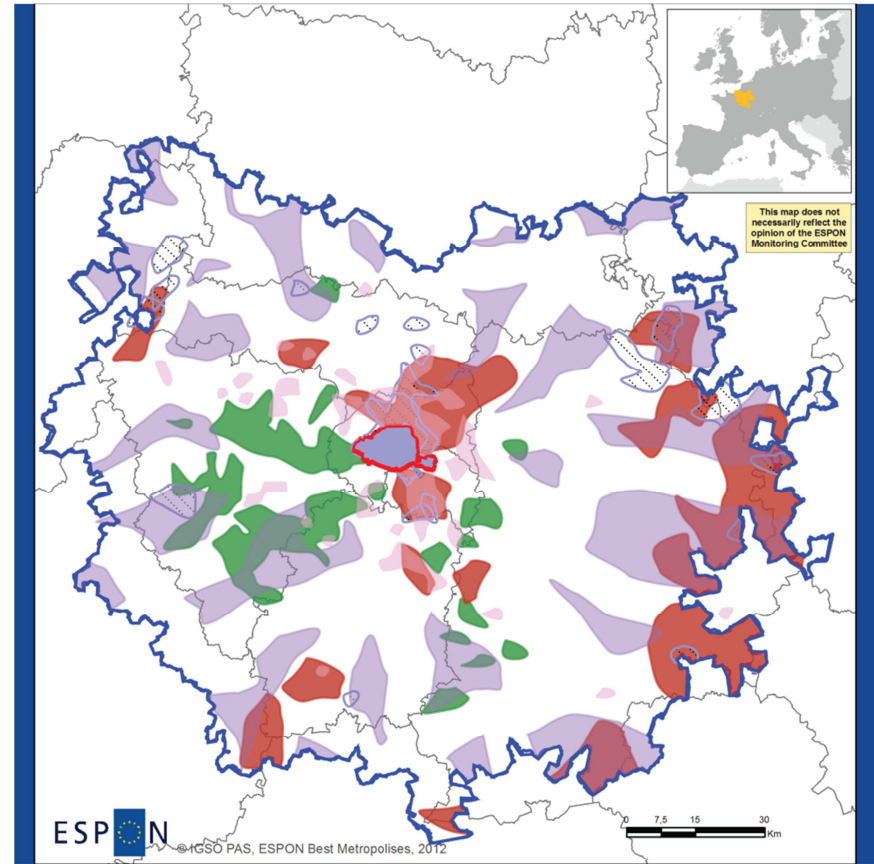 This map does not
necessarily reflect the
opinion of the ESPON
Monitoring Committee
ESPON
© IGSO PAS, ESPON Best Metropolises, 2012
0 7,5 15 30
Km